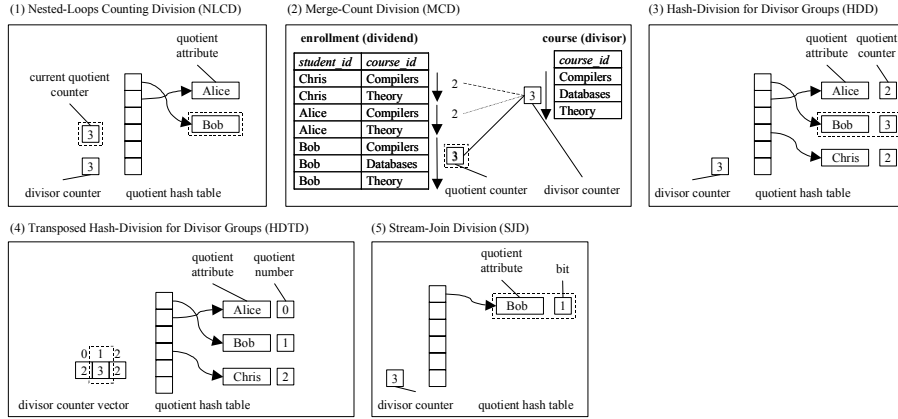 (1) Nested-Loops Counting Division (NLCD)
quotient
attribute
current quotient
counter
Alice
Bob
3
3
divisor counter
quotient hash table
(2) Merge-Count Division (MCD)
enrollment (dividend)
course (divisor)
student_id course_id
Chris Compilers
Chris Theory
Alice Compilers
Alice Theory
Bob Compilers
Bob Databases
Bob Theory
2
2
3
3
course_id
Compilers
Databases
Theory
quotient counter
divisor counter
(3) Hash-Division for Divisor Groups (HDD)
quotient quotient
attribute counter
Alice 2
Bob 3
Chris 2
3
divisor counter
quotient hash table
(4) Transposed Hash-Division for Divisor Groups (HDTD)
quotient quotient
attribute number
Alice 0
Bob 1
Chris 2
0 1 2
2 3 2
divisor counter vector
quotient hash table
(5) Stream-Join Division (SJD)
quotient
attribute
bit
Bob 1
3
divisor counter
quotient hash table